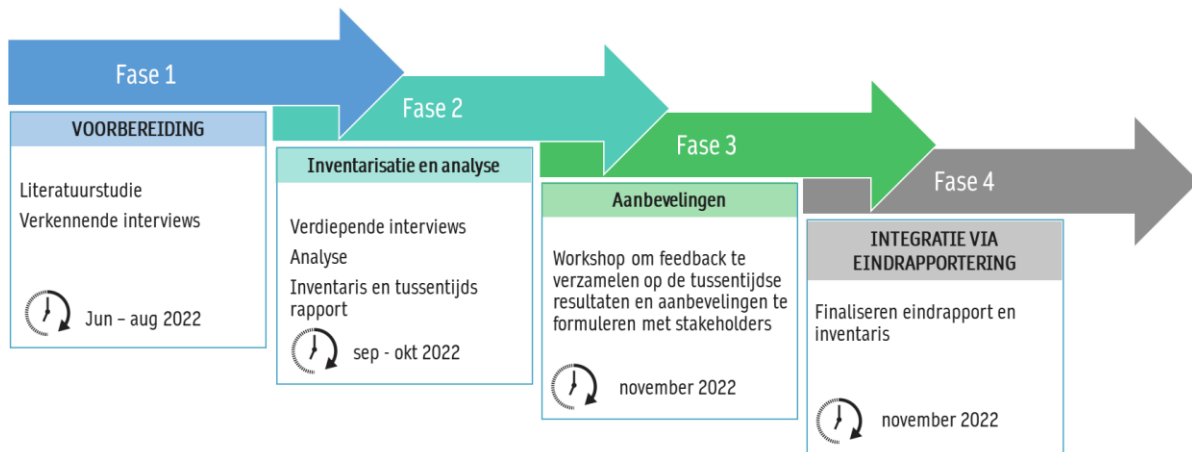 Fase 1
VOORBEREIDING
Literatuurstudie
Verkennende interviews
Jun – aug 2022
Fase 2
Inventarisatie en analyse
Verdiepende interviews
Analyse
Inventaris en tussentijds
rapport
sep - okt 2022
Fase 3
Aanbevelingen
Workshop om feedback te
verzamelen op de tussentijdse
resultaten en aanbevelingen te
formuleren met stakeholders
november 2022
Fase 4
INTEGRATIE VIA
EINDRAPPORTERING
Finaliseren eindrapport en
inventaris
november 2022